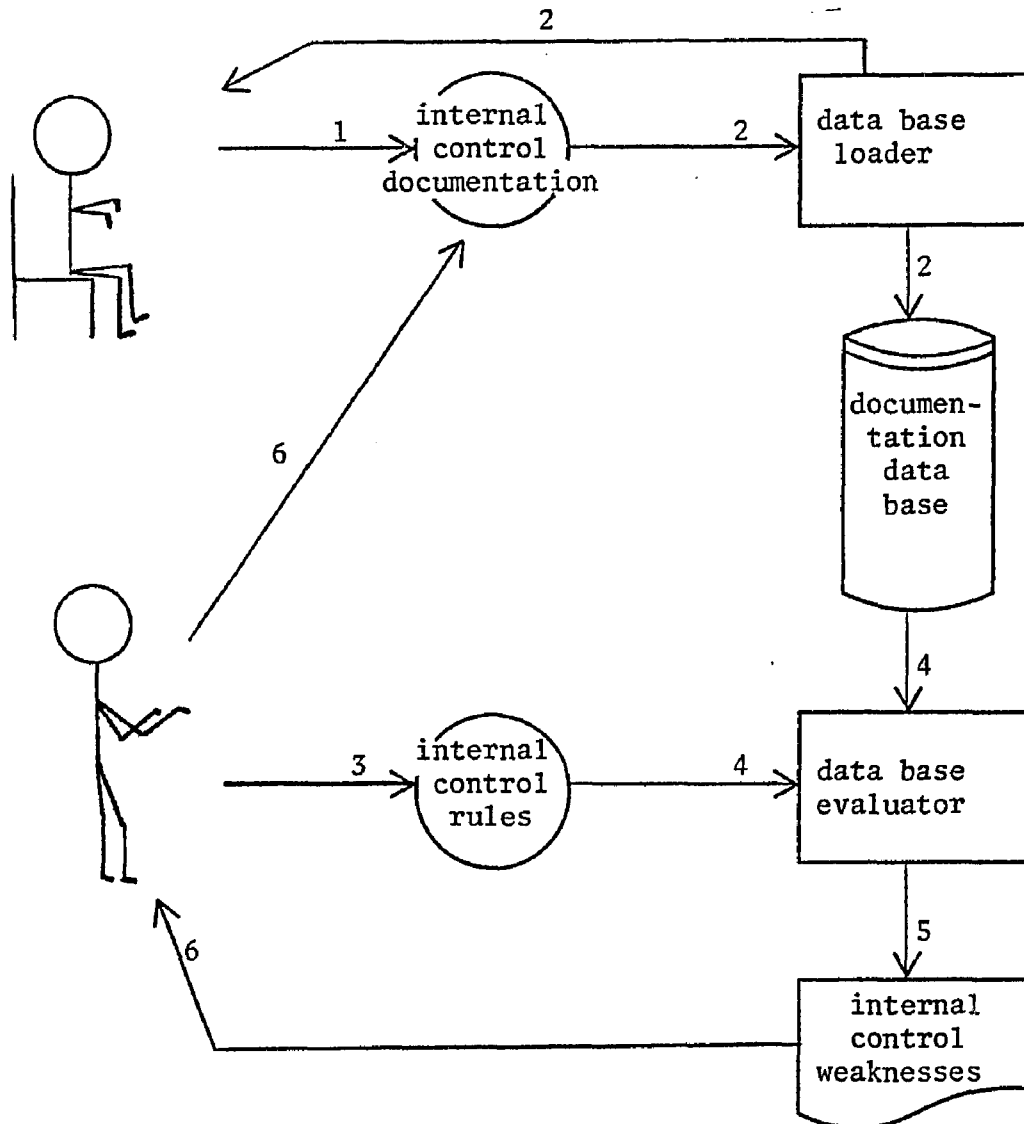 2
internal
control
documentation
1
2
data base
loader
2
documen-
tation
data
base
6
4
internal
control
rules
3
4
data base
evaluator
5
6
internal
control
weaknesses